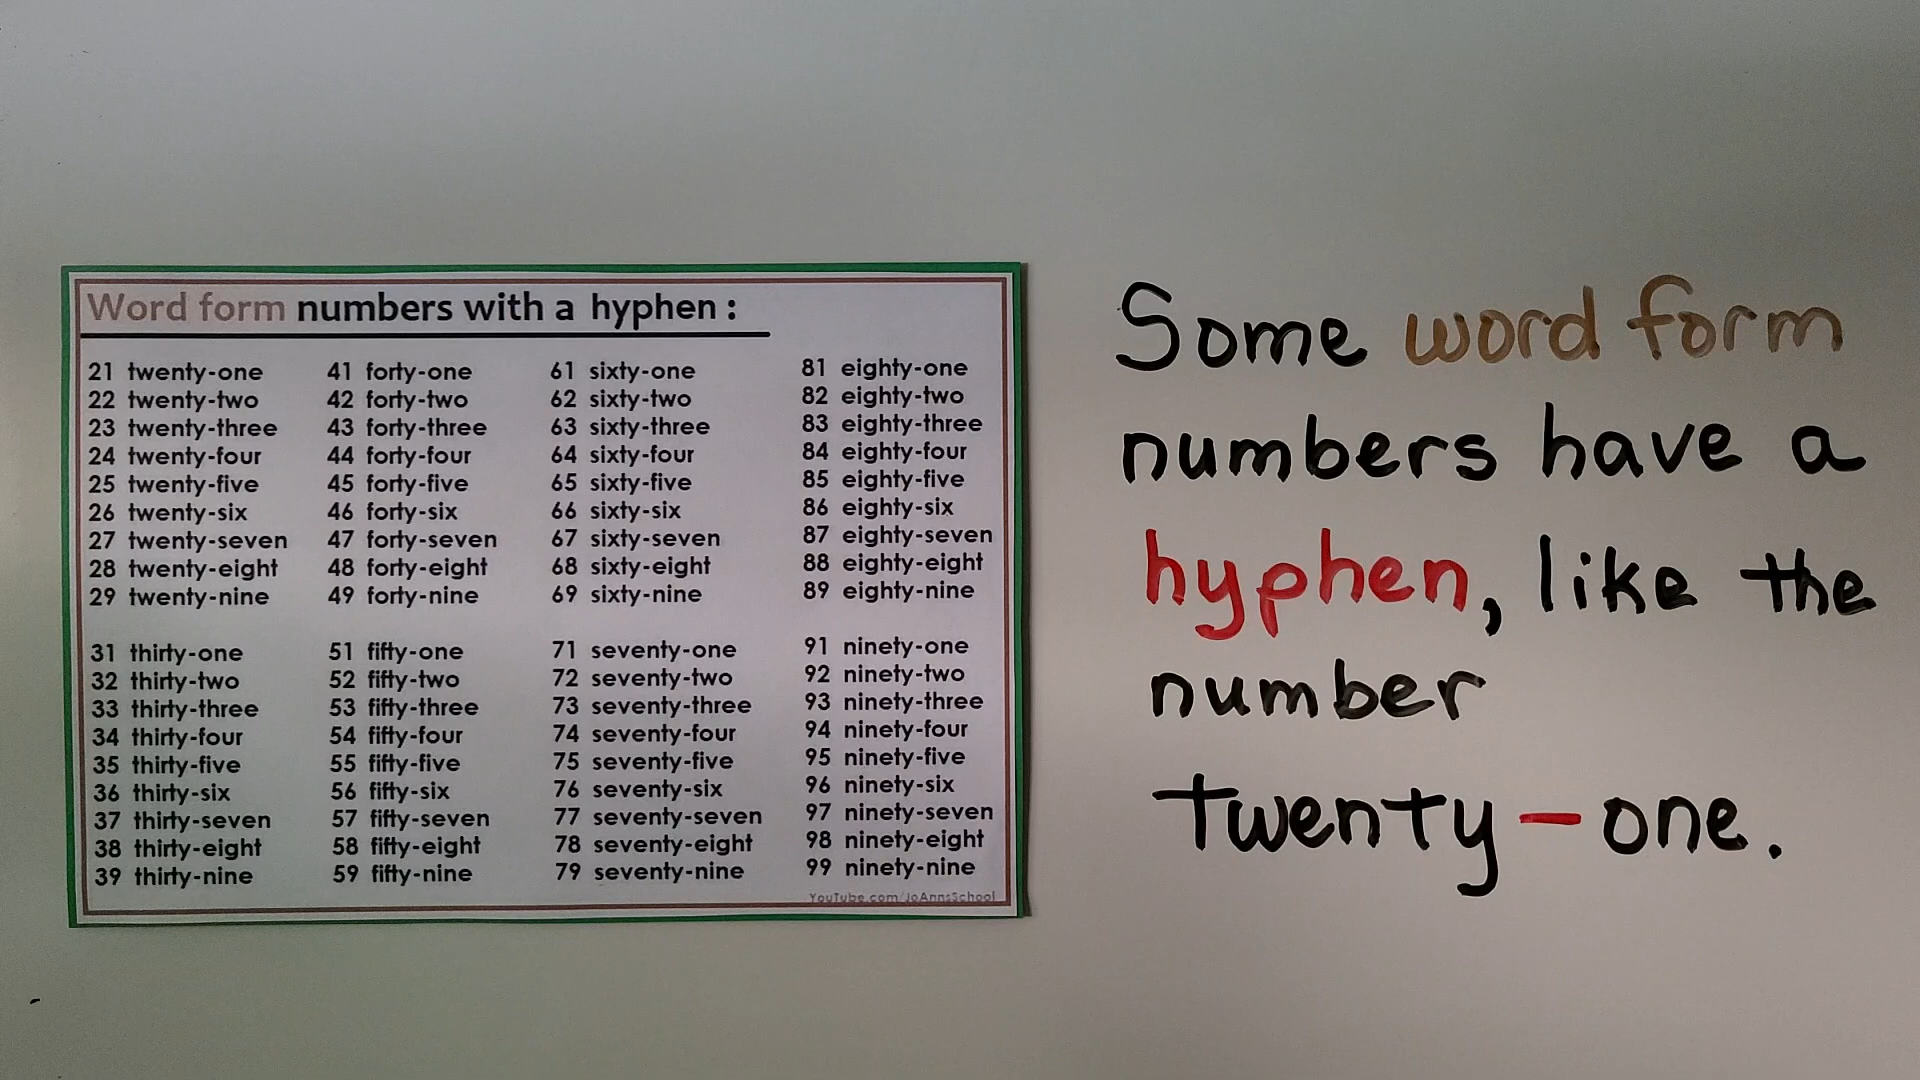 Word form numbers with a hyphen :
21 twenty-one
22 twenty-two
23 twenty-three
24 twenty-four
25 twenty-five
26 twenty-six
27 twenty-seven
28 twenty-eight
29 twenty-nine
31 thirty-one
32 thirty-two
33 thirty-three
34 thirty-four
35 thirty-five
36 thirty-six
37 thirty-seven
38 thirty-eight
39 thirty-nine
41 forty-one
42 forty-two
43 forty-three
44 forty-four
45 forty-five
46 forty-six
47 forty-seven
48 forty-eight
49 forty-nine
51 fifty-one
52 fifty-two
53 fifty-three
54 fifty-four
55 fifty-five
56 fifty-six
57 fifty-seven
58 fifty-eight
59 fifty-nine
61 sixty-one
62 sixty-two
63 sixty-three
64 sixty-four
65 sixty-five
66 sixty-six
67 sixty-seven
68 sixty-eight
69 sixty-nine
71 seventy-one
72 seventy-two
73 seventy-three
74 seventy-four
75 seventy-five
76 seventy-six
77 seventy-seven
78 seventy-eight
79 seventy-nine
81 eighty-one
82 eighty-two
83 eighty-three
84 eighty-four
85 eighty-five
86 eighty-six
87 eighty-seven
88 eighty-eight
89 eighty-nine
91 ninety-one
92 ninety-two
93 ninety-three
94 ninety-four
95 ninety-five
96 ninety-six
97 ninety-seven
98 ninety-eight
99 ninety-nine
YouTube.com/JoAnnsSchool
Some word form
numbers have a
hyphen, like the
number
twenty-one.